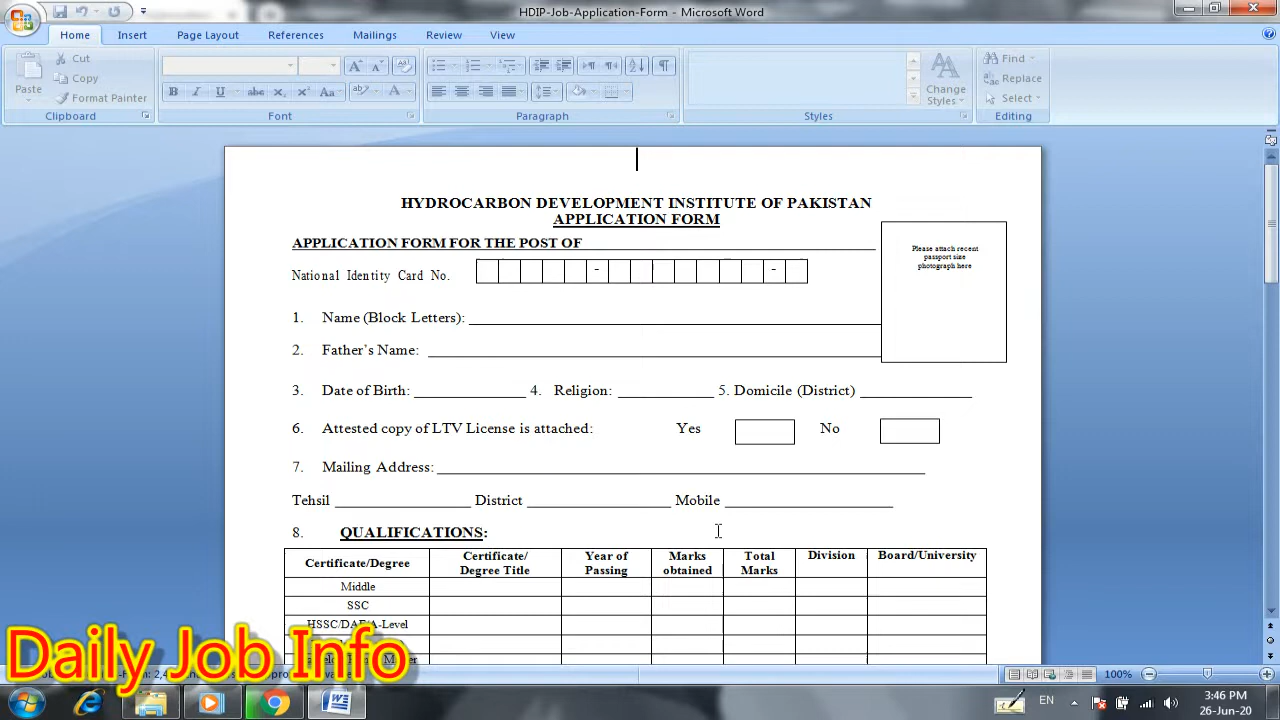 HDIP-Job-Application-Form - Microsoft Word
Home Insert Page Layout References Mailings Review View
Cut
Copy
Format Painter
Paste
Change Styles
Find
Replace
Select
Clipboard Font Paragraph Styles Editing
HYDROCARBON DEVELOPMENT INSTITUTE OF PAKISTAN
APPLICATION FORM
APPLICATION FORM FOR THE POST OF
Please attach recent
passport size
photograph here
National Identity Card No. - -
1. Name (Block Letters):
2. Father's Name:
3. Date of Birth: 4. Religion: 5. Domicile (District)
6. Attested copy of LTV License is attached: Yes No
7. Mailing Address:
Tehsil District Mobile
8. QUALIFICATIONS:
Certificate/Degree Certificate/ Degree Title Year of Passing Marks obtained Total Marks Division Board/University
Middle
SSC
HSSC/DAE/A-Level
Daily Job Info
100%
EN
3:46 PM
26-Jun-20